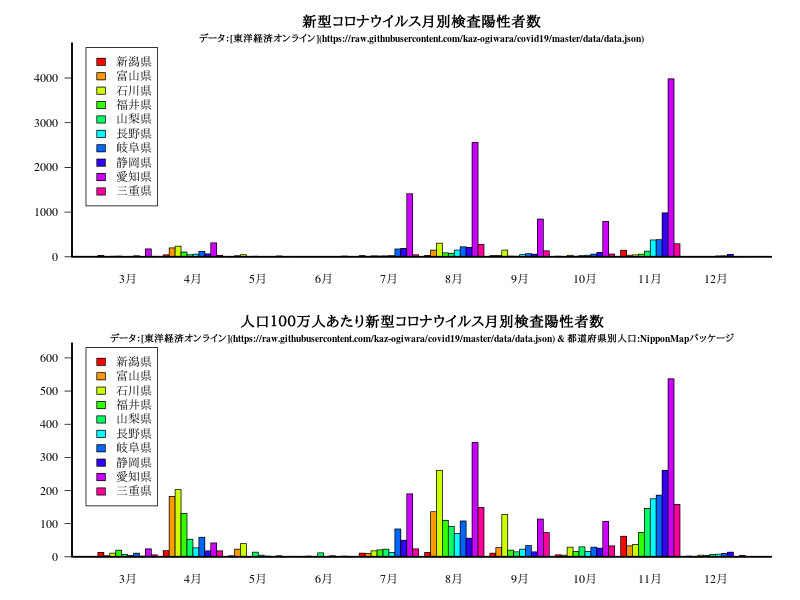 新型コロナウイルス月別検査陽性者数
データ:[東洋経済オンライン](https://raw.githubusercontent.com/kaz-ogiwara/covid19/master/data/data.json)
新潟県
富山県
石川県
福井県
山梨県
長野県
岐阜県
静岡県
愛知県
三重県
4000
3000
2000
1000
0
3月 4月 5月 6月 7月 8月 9月 10月 11月 12月
人口100万人あたり新型コロナウイルス月別検査陽性者数
データ:[東洋経済オンライン](https://raw.githubusercontent.com/kaz-ogiwara/covid19/master/data/data.json) & 都道府県別人口:NipponMapパッケージ
新潟県
富山県
石川県
福井県
山梨県
長野県
岐阜県
静岡県
愛知県
三重県
600
500
400
300
200
100
0
3月 4月 5月 6月 7月 8月 9月 10月 11月 12月